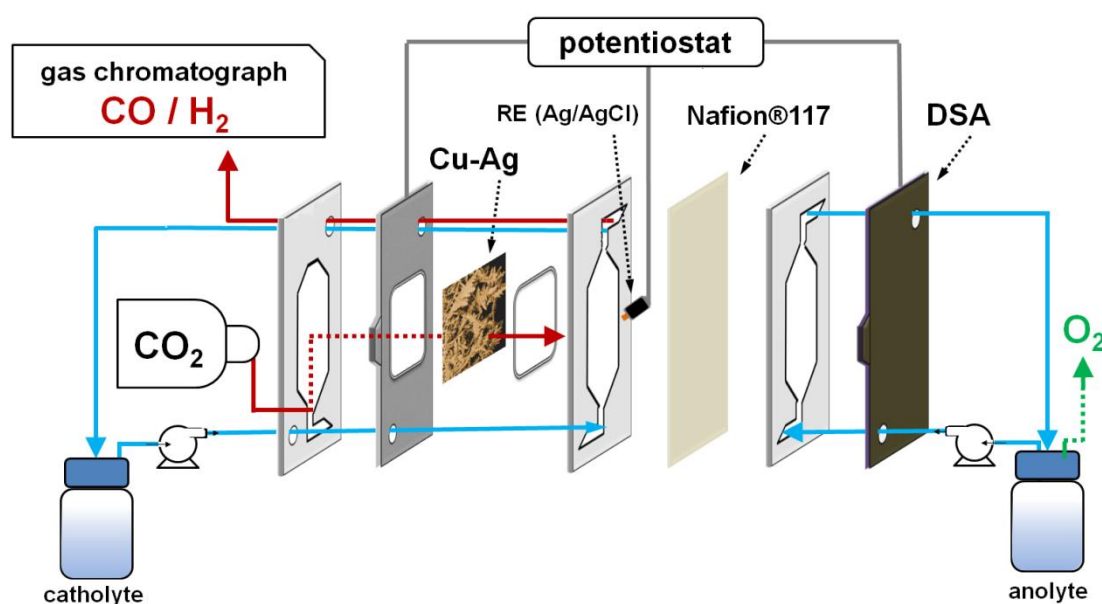 potentiostat
gas chromatograph
CO / H₂
RE (Ag/AgCl)
Nafion®117
DSA
Cu-Ag
CO₂
O₂
catholyte
anolyte